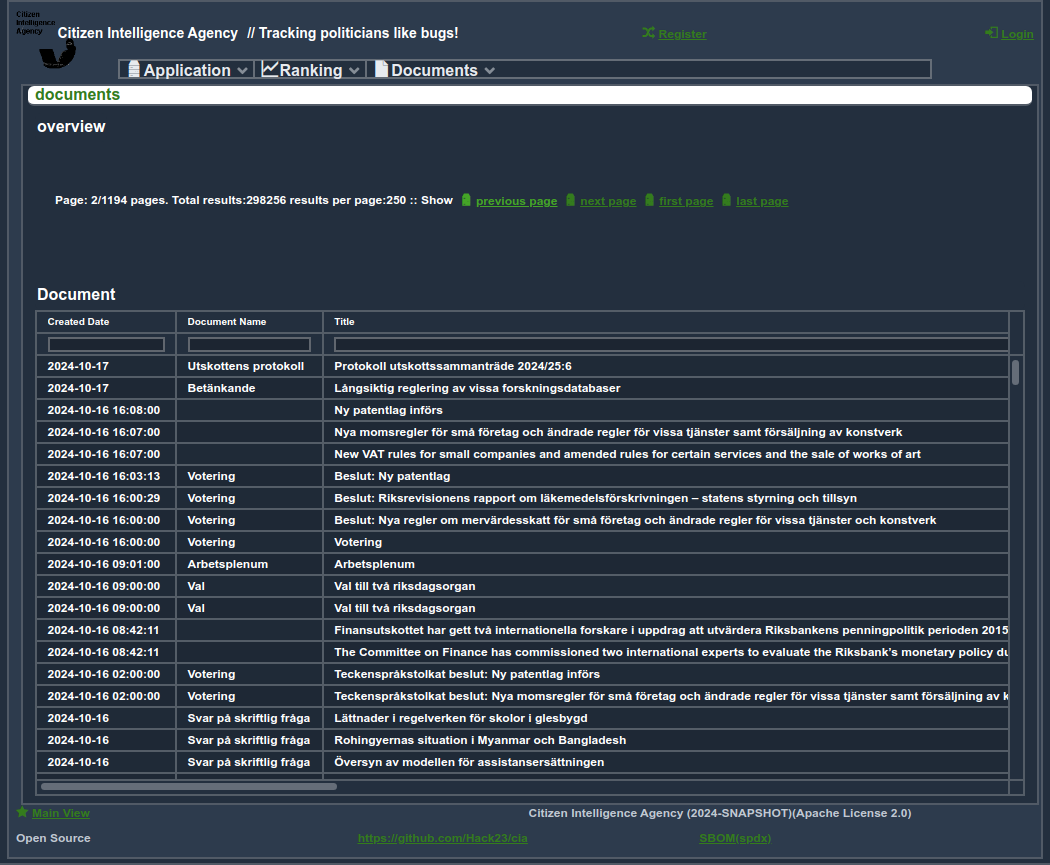 Citizen
Intelligence
Agency
Citizen Intelligence Agency // Tracking politicians like bugs!
Register
Login
Application
Ranking
Documents
documents
overview
Page: 2/1194 pages. Total results:298256 results per page:250 :: Show previous page next page first page last page
Document
Created Date Document Name Title
2024-10-17 Utskottens protokoll Protokoll utskottssammanträde 2024/25:6
2024-10-17 Betänkande Långsiktig reglering av vissa forskningsdatabaser
2024-10-16 16:08:00 Ny patentlag införs
2024-10-16 16:07:00 Nya momsregler för små företag och ändrade regler för vissa tjänster samt försäljning av konstverk
2024-10-16 16:07:00 New VAT rules for small companies and amended rules for certain services and the sale of works of art
2024-10-16 16:03:13 Votering Beslut: Ny patentlag
2024-10-16 16:00:29 Votering Beslut: Riksrevisionens rapport om läkemedelsförskrivningen – statens styrning och tillsyn
2024-10-16 16:00:00 Votering Beslut: Nya regler om mervärdesskatt för små företag och ändrade regler för vissa tjänster och konstverk
2024-10-16 16:00:00 Votering Votering
2024-10-16 09:01:00 Arbetsplenum Arbetsplenum
2024-10-16 09:00:00 Val Val till två riksdagsorgan
2024-10-16 09:00:00 Val Val till två riksdagsorgan
2024-10-16 08:42:11 Finansutskottet har gett två internationella forskare i uppdrag att utvärdera Riksbankens penningpolitik perioden 2015
2024-10-16 08:42:11 The Committee on Finance has commissioned two international experts to evaluate the Riksbank's monetary policy du
2024-10-16 02:00:00 Votering Teckenspråkstolkat beslut: Ny patentlag införs
2024-10-16 02:00:00 Votering Teckenspråkstolkat beslut: Nya momsregler för små företag och ändrade regler för vissa tjänster samt försäljning av k
2024-10-16 Svar på skriftlig fråga Lättnader i regelverken för skolor i glesbygd
2024-10-16 Svar på skriftlig fråga Rohingyernas situation i Myanmar och Bangladesh
2024-10-16 Svar på skriftlig fråga Översyn av modellen för assistansersättningen
Main View
Citizen Intelligence Agency (2024-SNAPSHOT)(Apache License 2.0)
Open Source
https://github.com/Hack23/cia
SBOM(spdx)